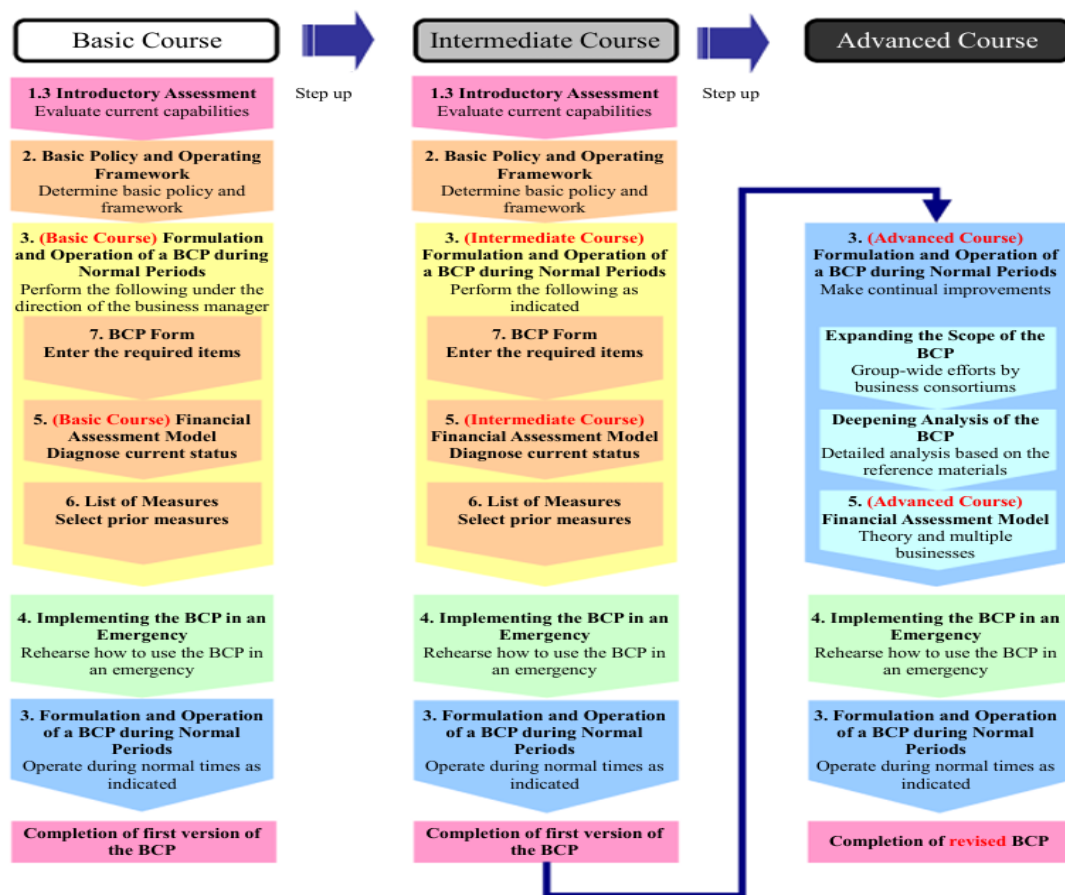 Basic Course
Intermediate Course
Advanced Course
Step up
Step up
1.3 Introductory Assessment
Evaluate current capabilities
2. Basic Policy and Operating
Framework
Determine basic policy and
framework
3. (Basic Course) Formulation
and Operation of a BCP during
Normal Periods
Perform the following under the
direction of the business manager
7. BCP Form
Enter the required items
5. (Basic Course) Financial
Assessment Model
Diagnose current status
6. List of Measures
Select prior measures
4. Implementing the BCP in an
Emergency
Rehearse how to use the BCP in
an emergency
3. Formulation and Operation
of a BCP during Normal
Periods
Operate during normal times as
indicated
Completion of first version of
the BCP
1.3 Introductory Assessment
Evaluate current capabilities
2. Basic Policy and Operating
Framework
Determine basic policy and
framework
3. (Intermediate Course)
Formulation and Operation of
a BCP during Normal Periods
Perform the following as
indicated
7. BCP Form
Enter the required items
5. (Intermediate Course)
Financial Assessment Model
Diagnose current status
6. List of Measures
Select prior measures
4. Implementing the BCP in an
Emergency
Rehearse how to use the BCP in
an emergency
3. Formulation and Operation
of a BCP during Normal
Periods
Operate during normal times as
indicated
Completion of first version of
the BCP
3. (Advanced Course)
Formulation and Operation of
a BCP during Normal Periods
Make continual improvements
Expanding the Scope of the
BCP
Group-wide efforts by
business consortiums
Deepening Analysis of the
BCP
Detailed analysis based on the
reference materials
5. (Advanced Course)
Financial Assessment Model
Theory and multiple
businesses
4. Implementing the BCP in an
Emergency
Rehearse how to use the BCP in
an emergency
3. Formulation and Operation
of a BCP during Normal
Periods
Operate during normal times as
indicated
Completion of revised BCP